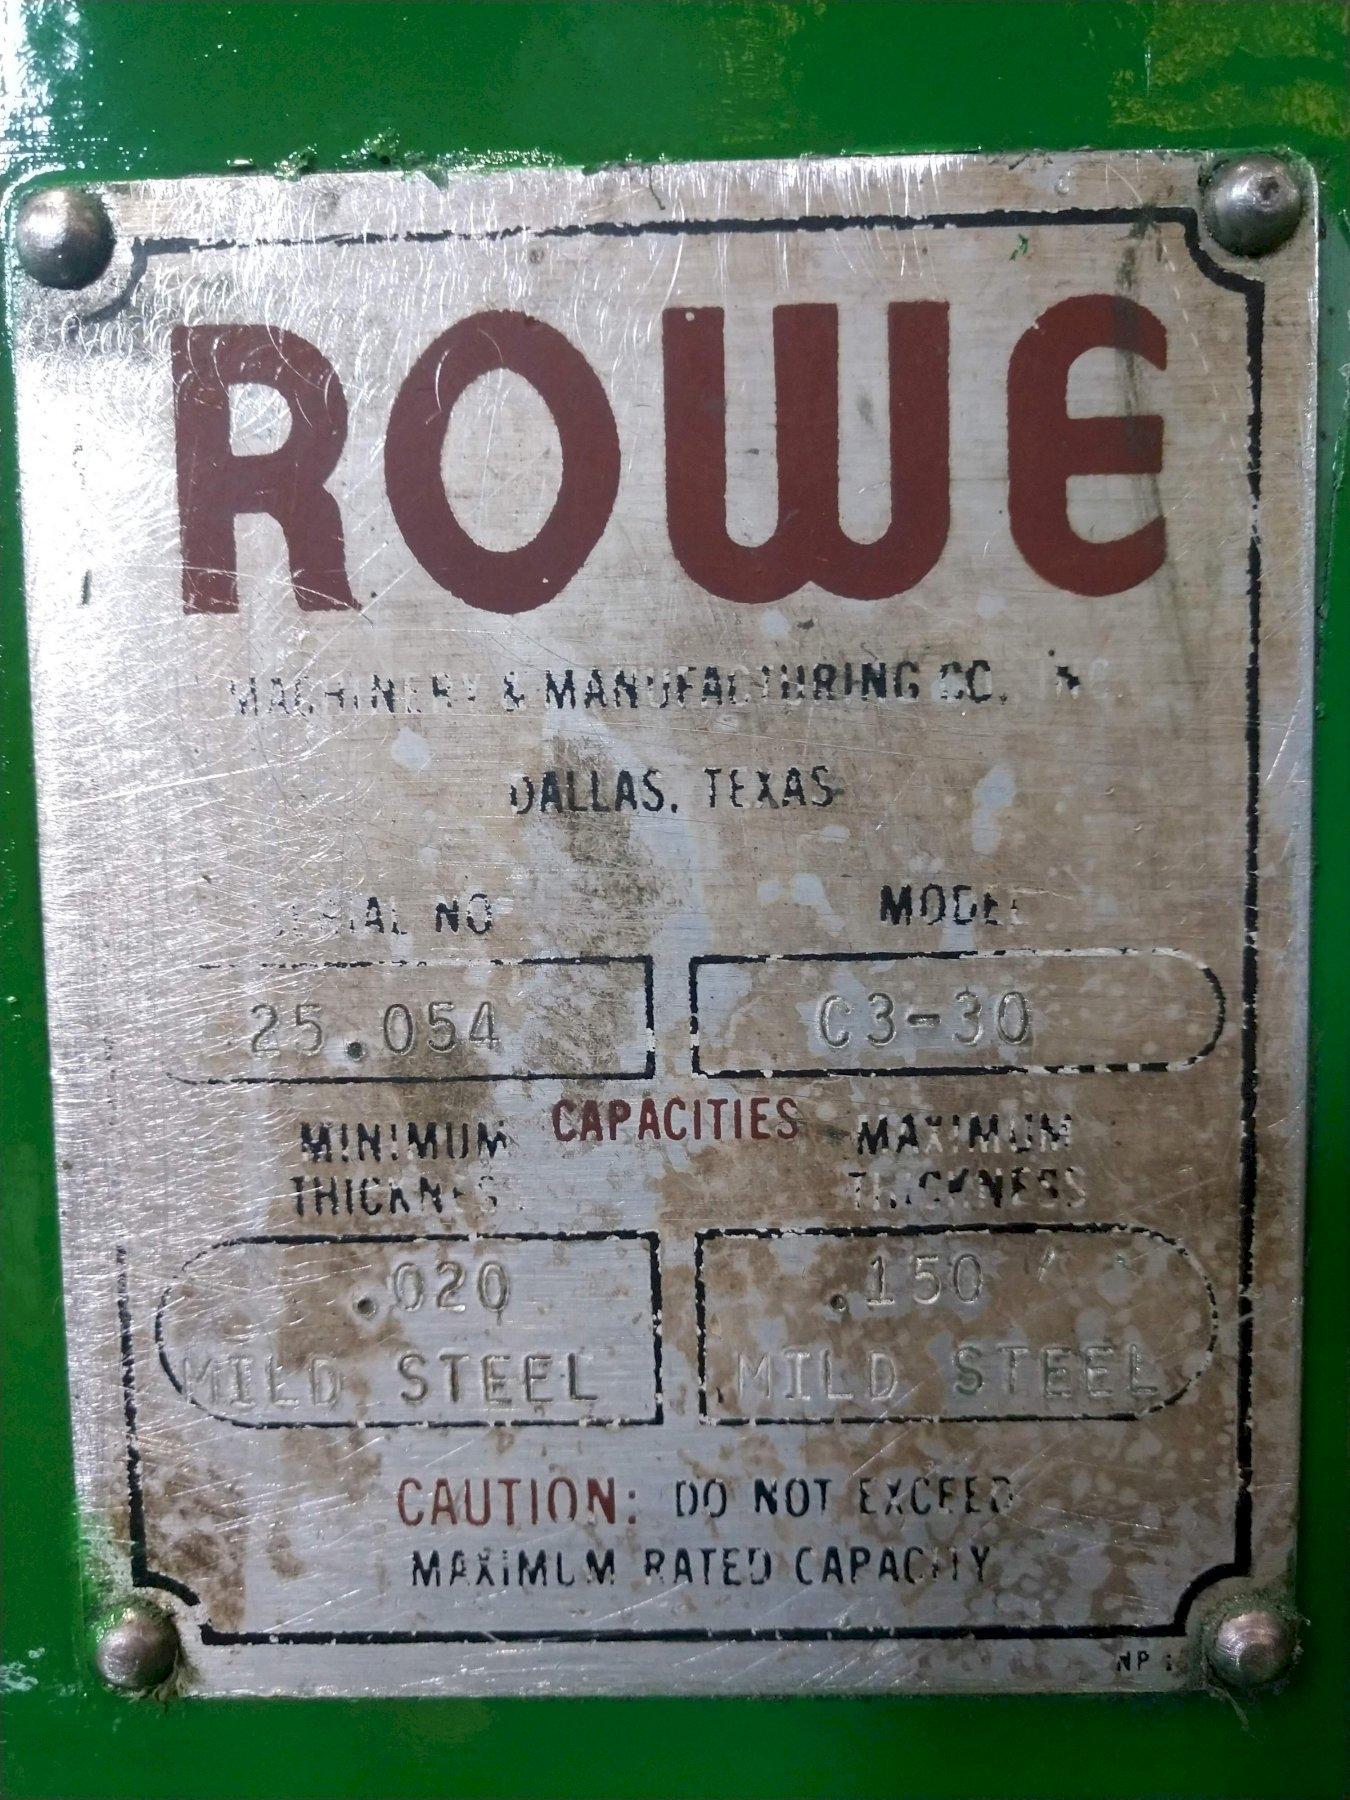 ROWE
MACHINERY & MANUFACTURING CO. INC.
DALLAS, TEXAS
SERIAL NO
MODEL
25.054
C3-30
CAPACITIES
MINIMUM
THICKNESS
MAXIMUM
THICKNESS
.020
MILD STEEL
.150
MILD STEEL
CAUTION: DO NOT EXCEED
MAXIMUM RATED CAPACITY
NP